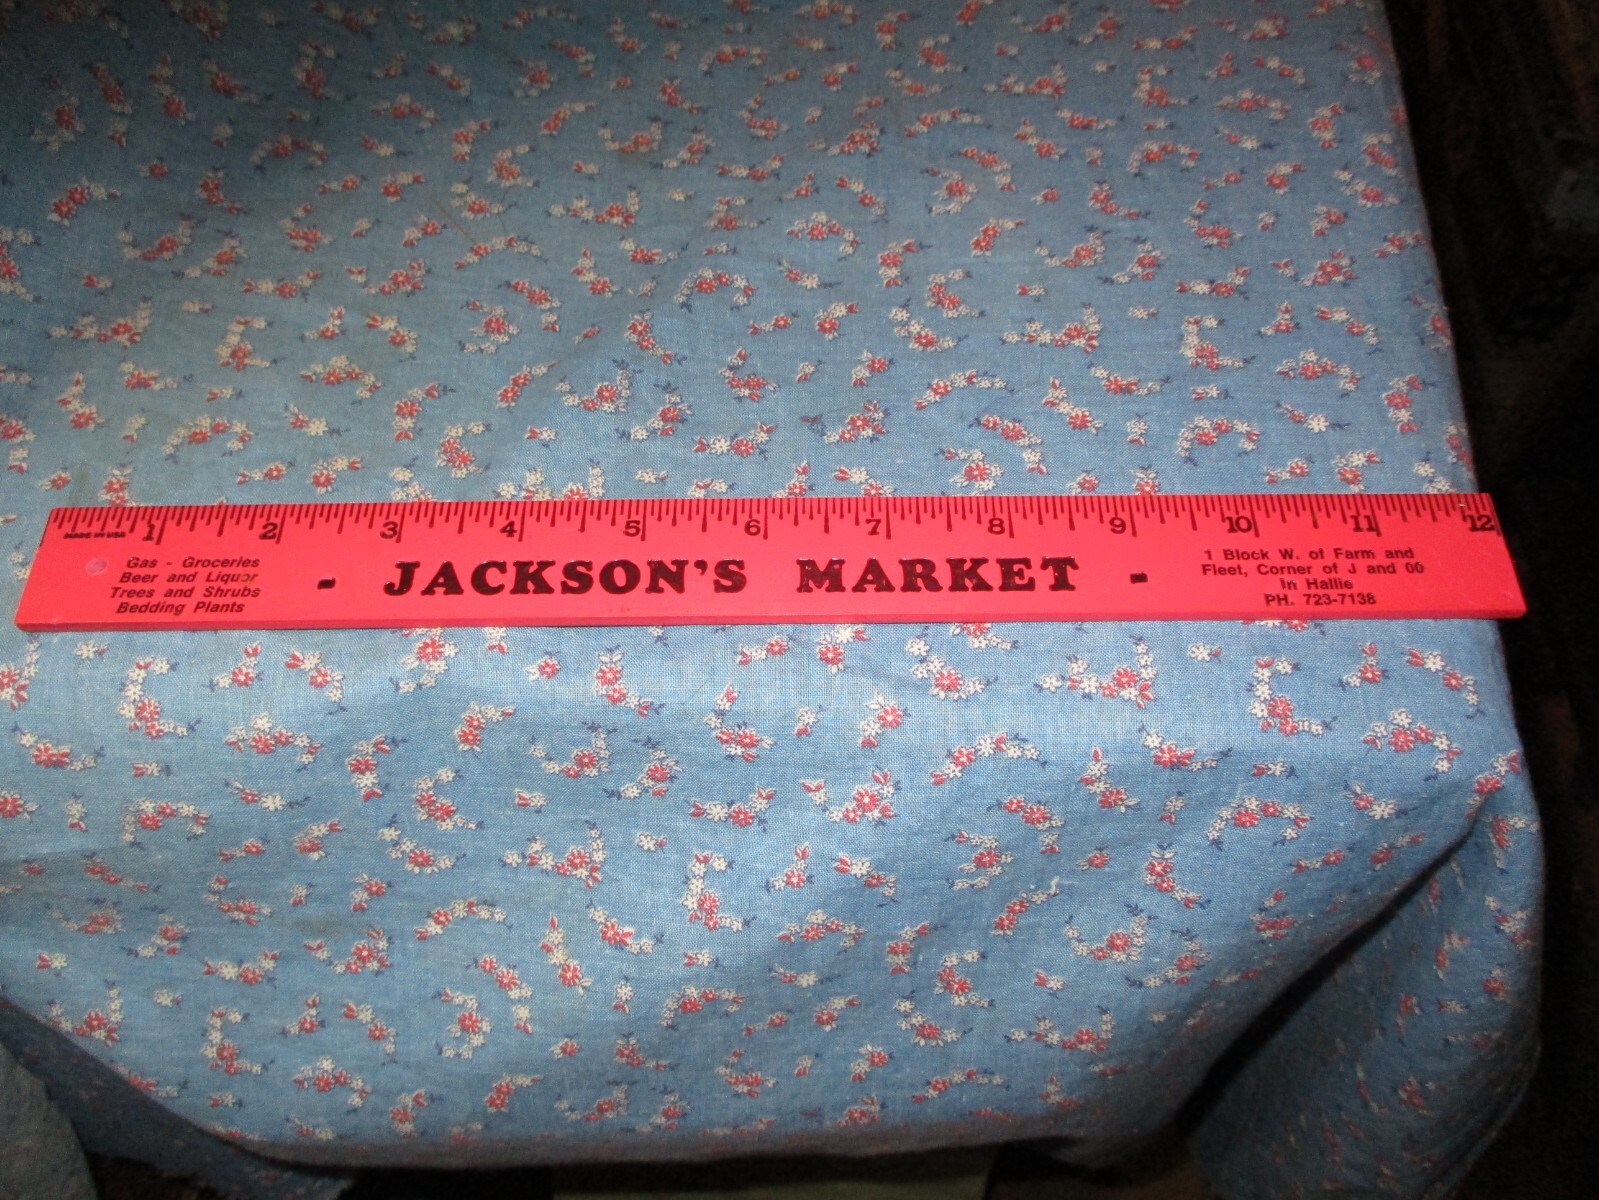 1 2 3 4 5 6 7 8 9 10 11 12
MADE IN USA
Gas - Groceries
Beer and Liquor
Trees and Shrubs
Bedding Plants
- JACKSON'S MARKET -
1 Block W. of Farm and
Fleet, Corner of J and OO
In Hallie
PH. 723-7138